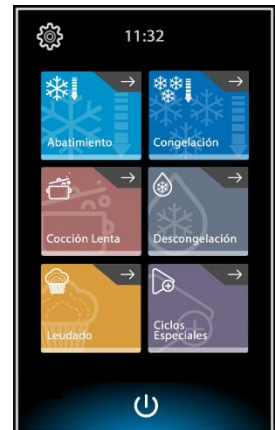 11:32
Abatimiento
Congelación
Cocción Lenta
Descongelación
Leudado
Ciclos
Especiales